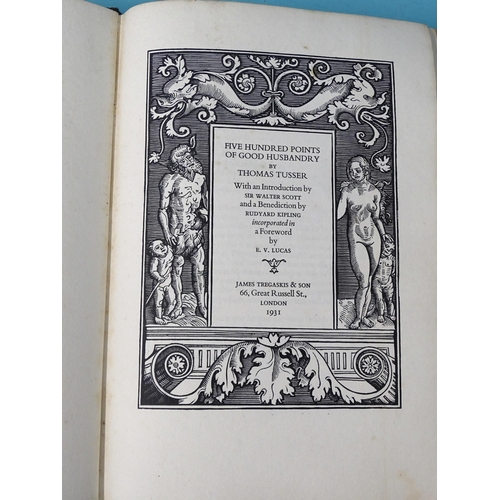 FIVE HUNDRED POINTS
OF GOOD HUSBANDRY
BY
THOMAS TUSSER
With an Introduction by
SIR WALTER SCOTT
and a Benediction by
RUDYARD KIPLING
incorporated in
a Foreword
by
E. V. LUCAS
JAMES TREGASKIS & SON
66, Great Russell St.,
LONDON
1931